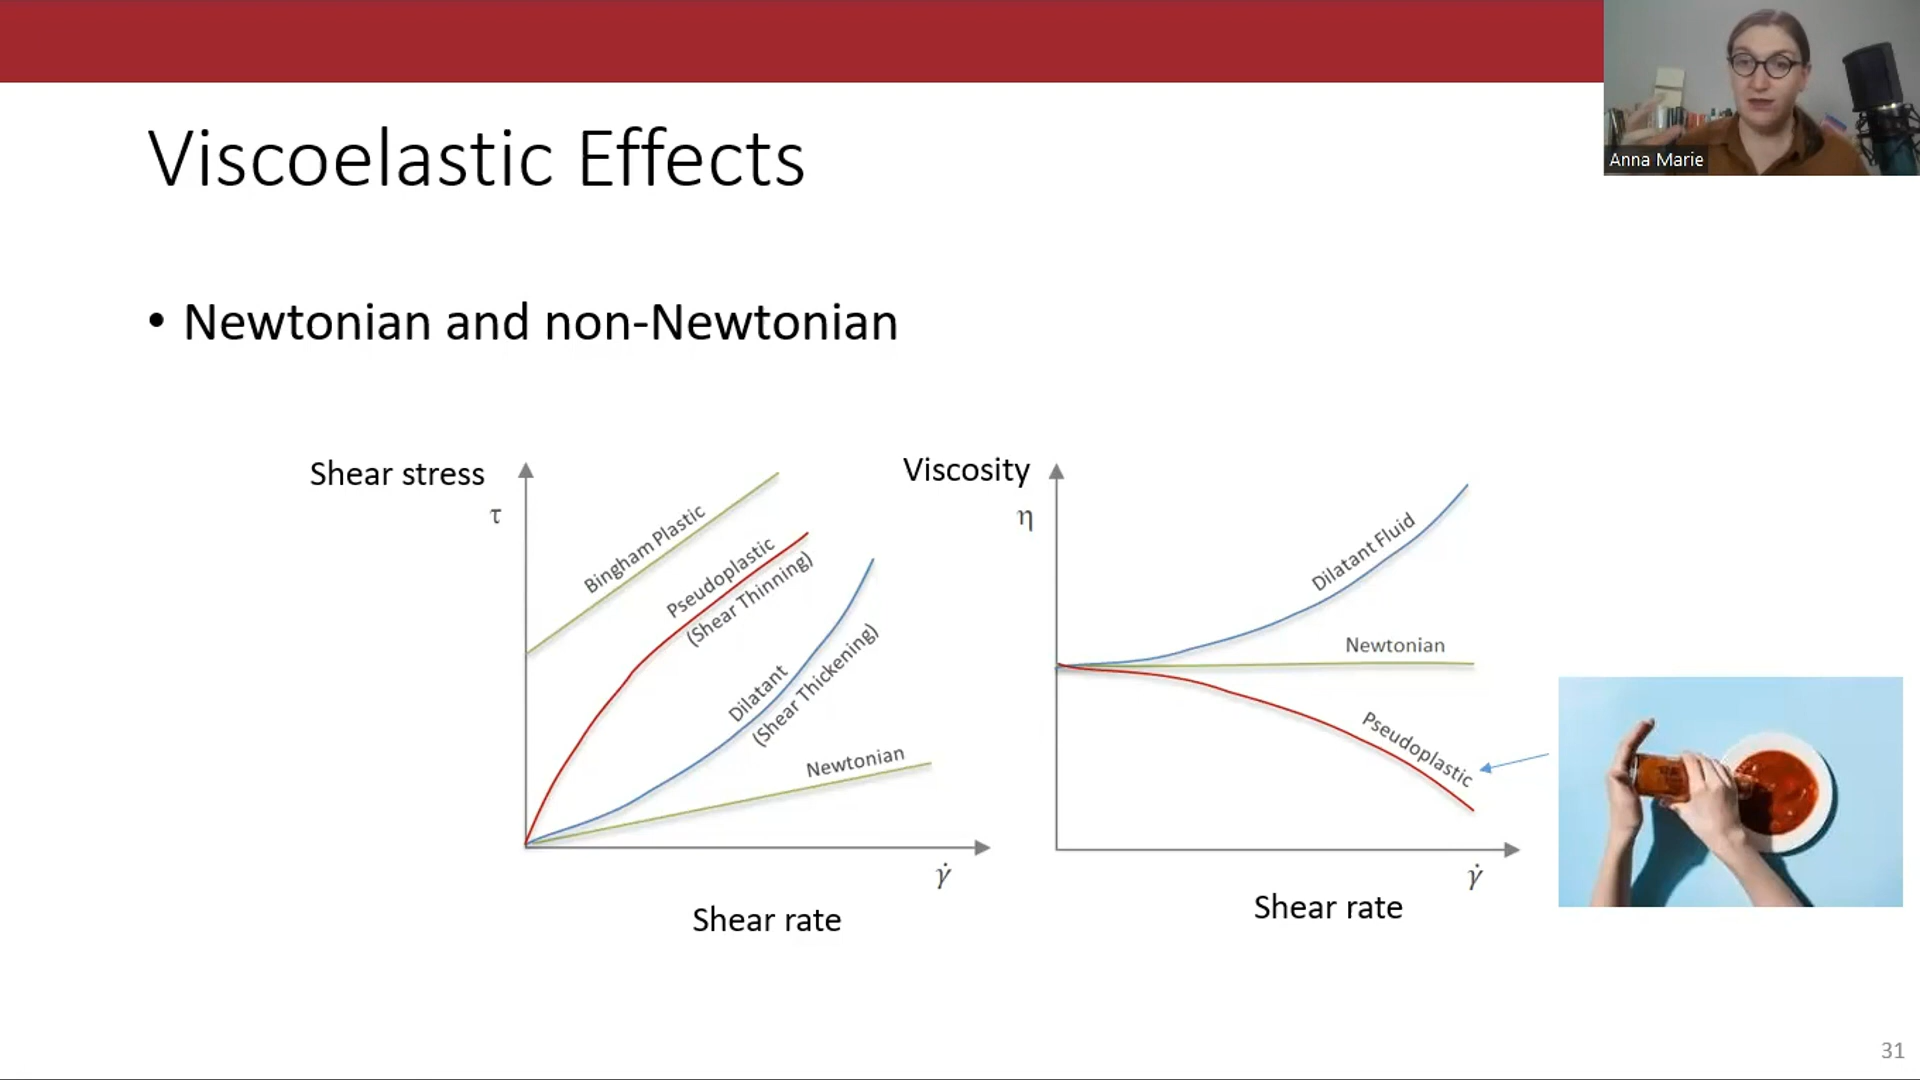 Anna Marie
Viscoelastic Effects
• Newtonian and non-Newtonian
Shear stress
τ
Bingham Plastic
Pseudoplastic
(Shear Thinning)
Dilatant
(Shear Thickening)
Newtonian
γ̇
Shear rate
Viscosity
η
Dilatant Fluid
Newtonian
Pseudoplastic
γ̇
Shear rate
31